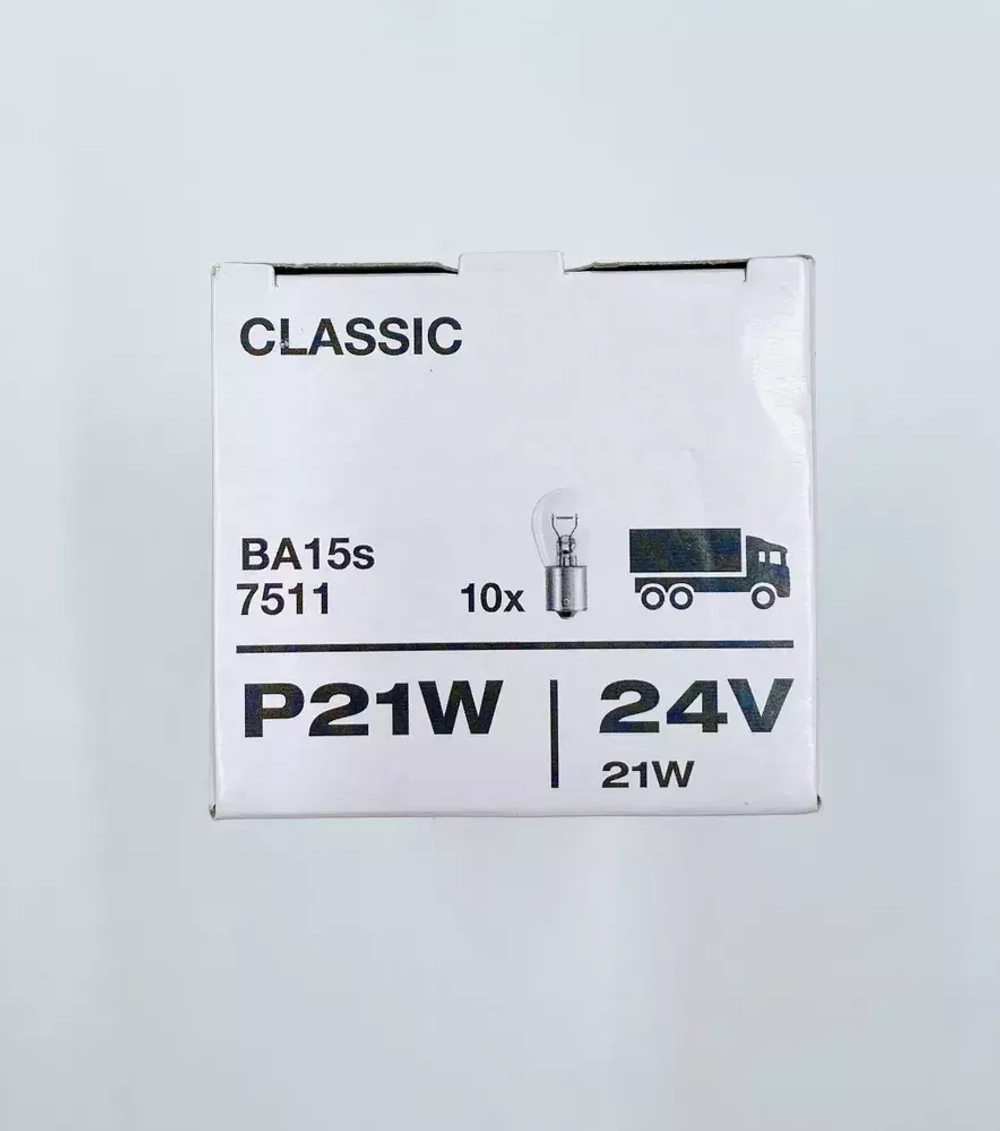 CLASSIC
BA15s
7511
10x
P21W
24V
21W